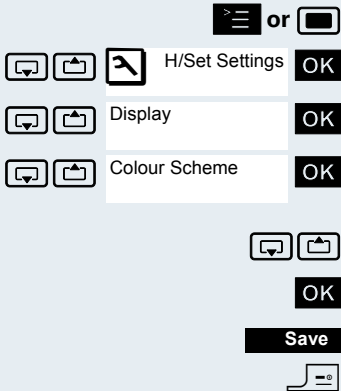 or
H/Set Settings OK
Display OK
Colour Scheme OK
OK
Save